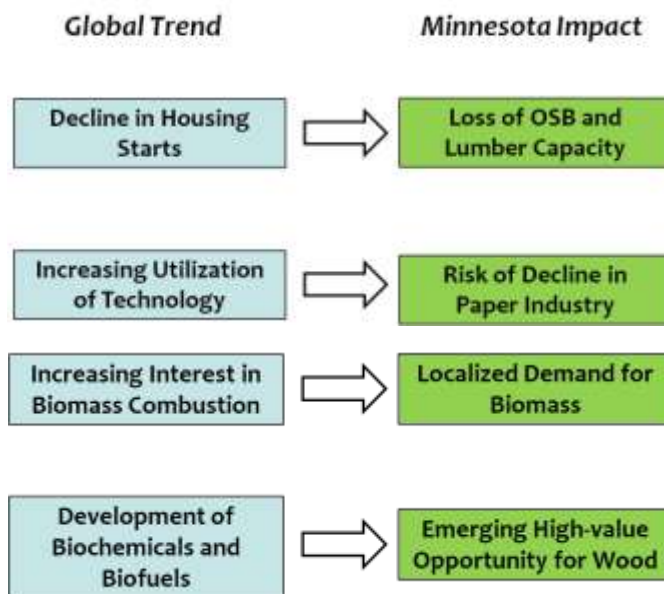 Global Trend
Minnesota Impact
Decline in Housing
Starts
Loss of OSB and
Lumber Capacity
Increasing Utilization
of Technology
Risk of Decline in
Paper Industry
Increasing Interest in
Biomass Combustion
Localized Demand for
Biomass
Development of
Biochemicals and
Biofuels
Emerging High-value
Opportunity for Wood